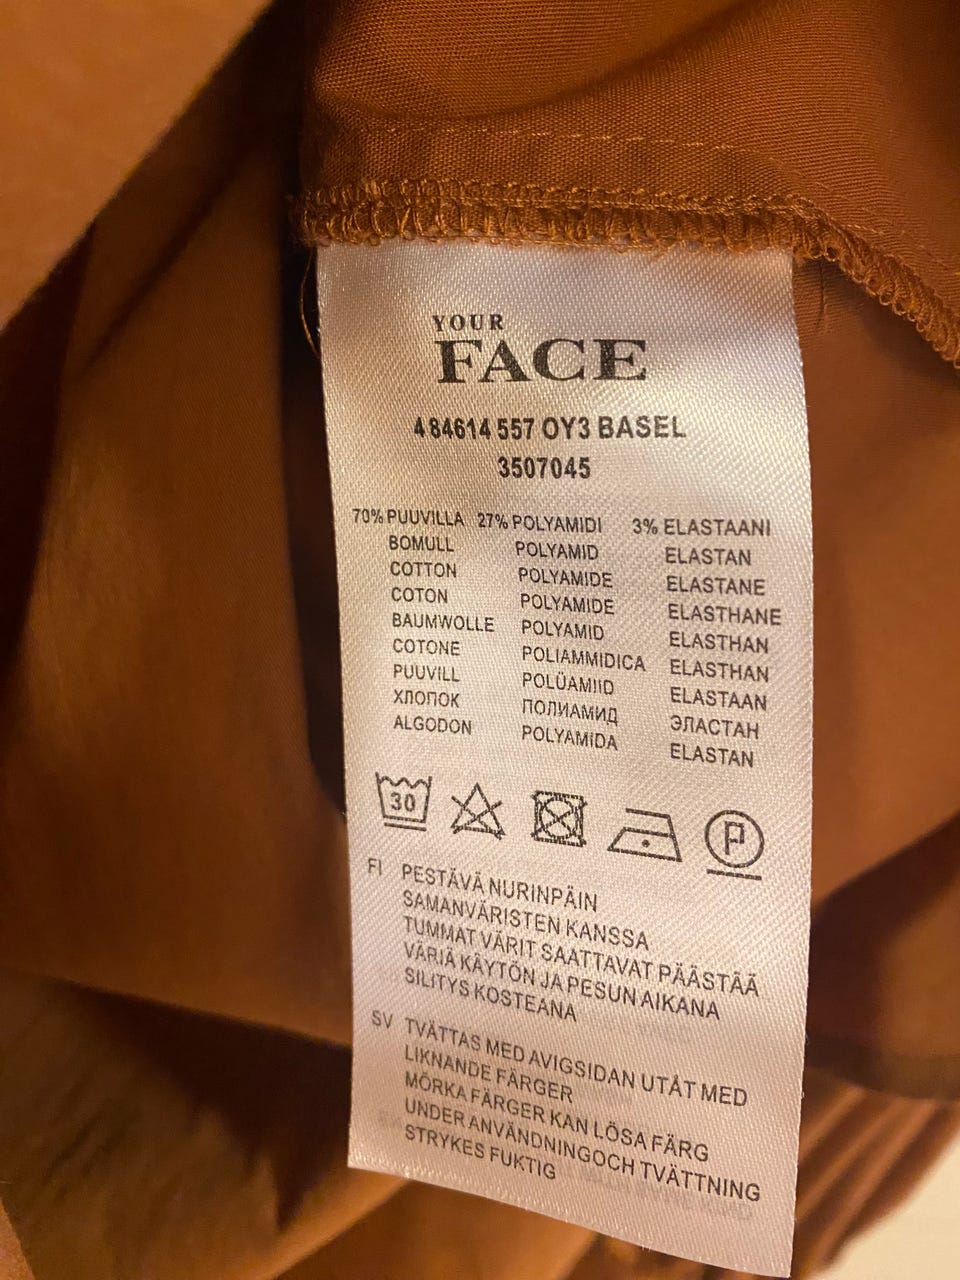 YOUR
FACE
4 84614 557 OY3 BASEL
3507045
70% PUUVILLA 27% POLYAMIDI 3% ELASTAANI
BOMULL POLYAMID ELASTAN
COTTON POLYAMIDE ELASTANE
COTON POLYAMIDE ELASTHANE
BAUMWOLLE POLYAMID ELASTHAN
COTONE POLIAMMIDICA ELASTHAN
PUUVILL POLÜAMIID ELASTAAN
ХЛОПОК ПОЛИАМИД ЭЛАСТАН
ALGODON POLYAMIDA ELASTAN
30 P
FI PESTÄVÄ NURINPÄIN
SAMANVÄRISTEN KANSSA
TUMMAT VÄRIT SAATTAVAT PÄÄSTÄÄ
VÄRIÄ KÄYTÖN JA PESUN AIKANA
SILITYS KOSTEANA
SV TVÄTTAS MED AVIGSIDAN UTÅT MED
LIKNANDE FÄRGER
MÖRKA FÄRGER KAN LÖSA FÄRG
UNDER ANVÄNDNINGOCH TVÄTTNING
STRYKES FUKTIG